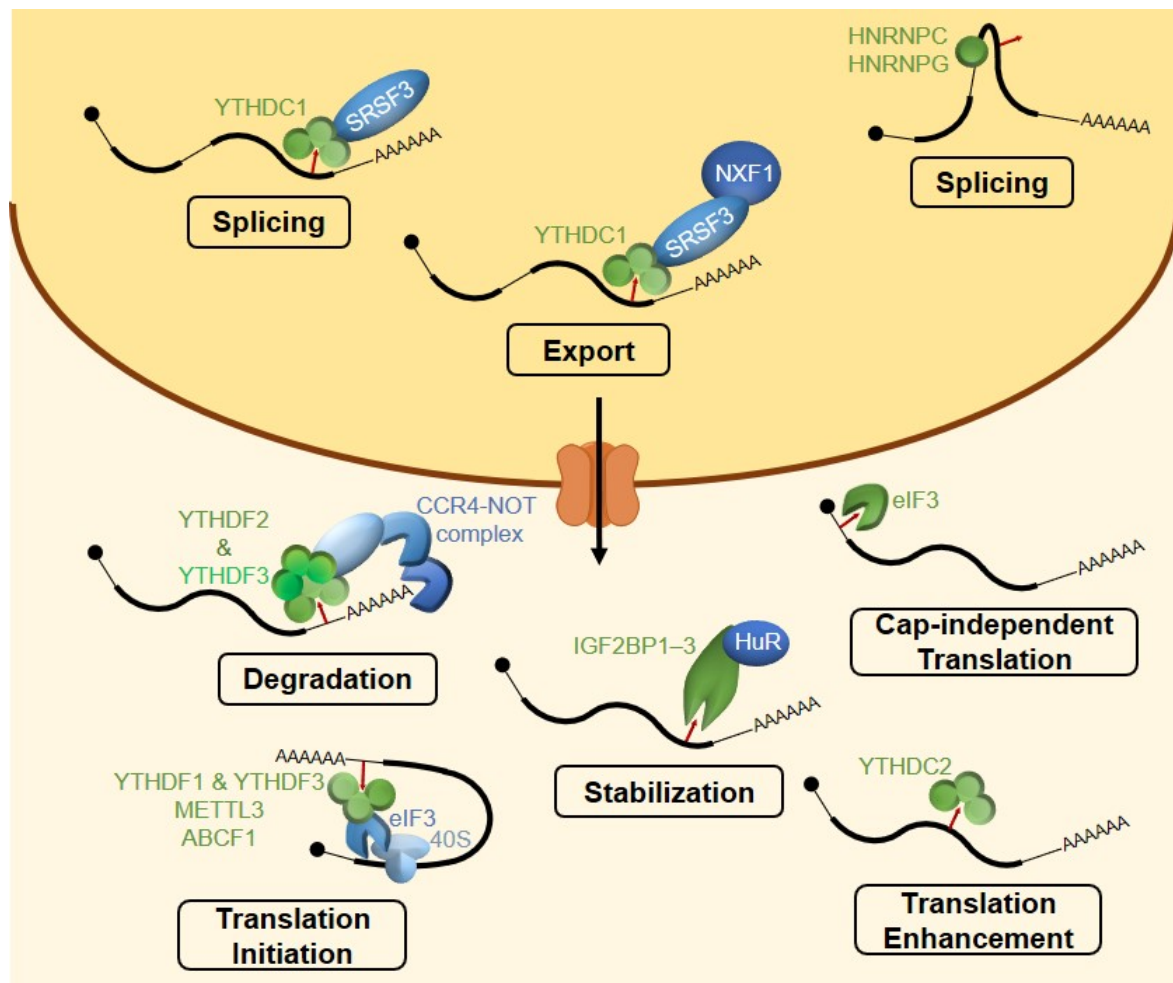 HNRNPC
HNRNPG
AAAAAA
Splicing
YTHDC1
SRSF3
AAAAAA
Splicing
NXF1
YTHDC1
SRSF3
AAAAAA
Export
YTHDF2
&
YTHDF3
CCR4-NOT
complex
AAAAAA
Degradation
eIF3
AAAAAA
Cap-independent
Translation
IGF2BP1–3
HuR
AAAAAA
Stabilization
AAAAAA
YTHDF1 & YTHDF3
METTL3
ABCF1
eIF3
40S
Translation
Initiation
YTHDC2
AAAAAA
Translation
Enhancement